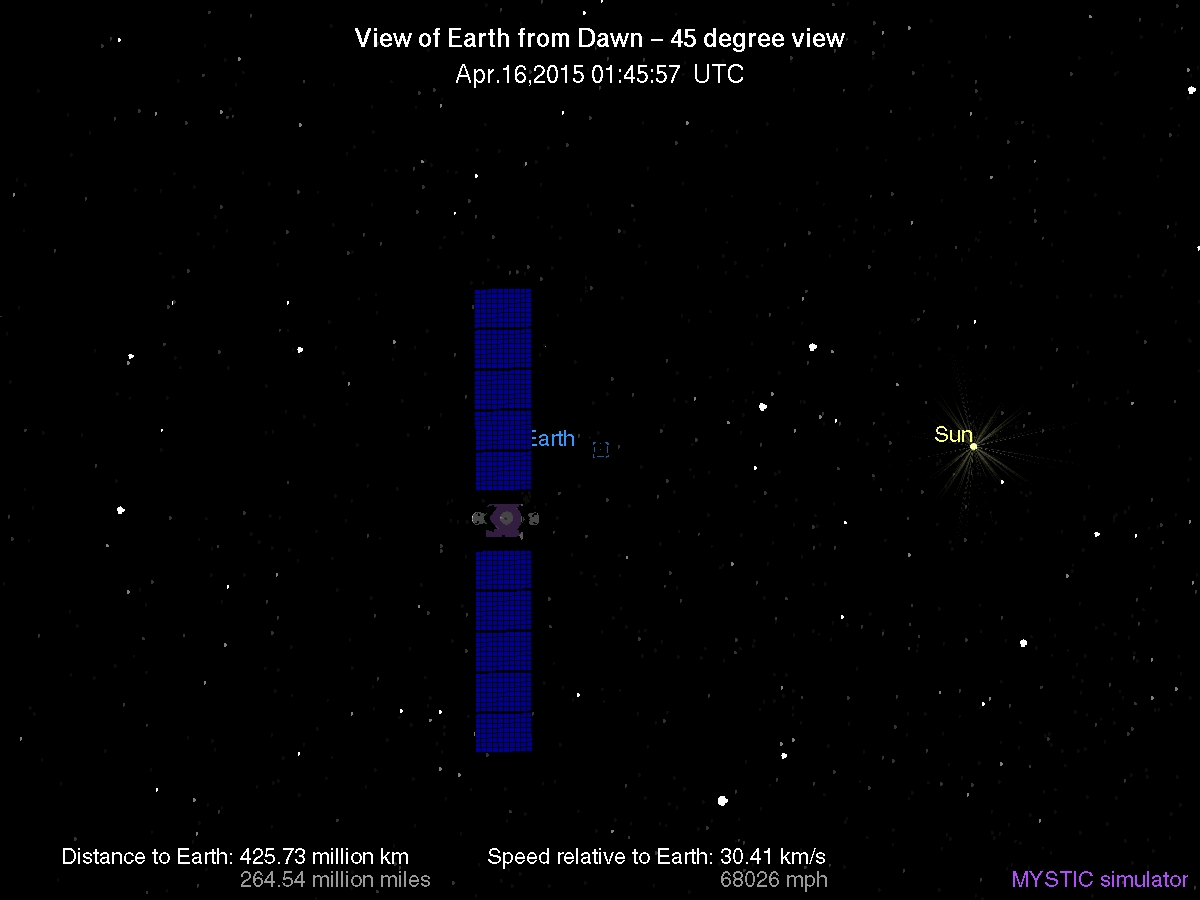 View of Earth from Dawn – 45 degree view
Apr.16,2015 01:45:57 UTC
Earth
Sun
Distance to Earth: 425.73 million km
264.54 million miles
Speed relative to Earth: 30.41 km/s
68026 mph
MYSTIC simulator